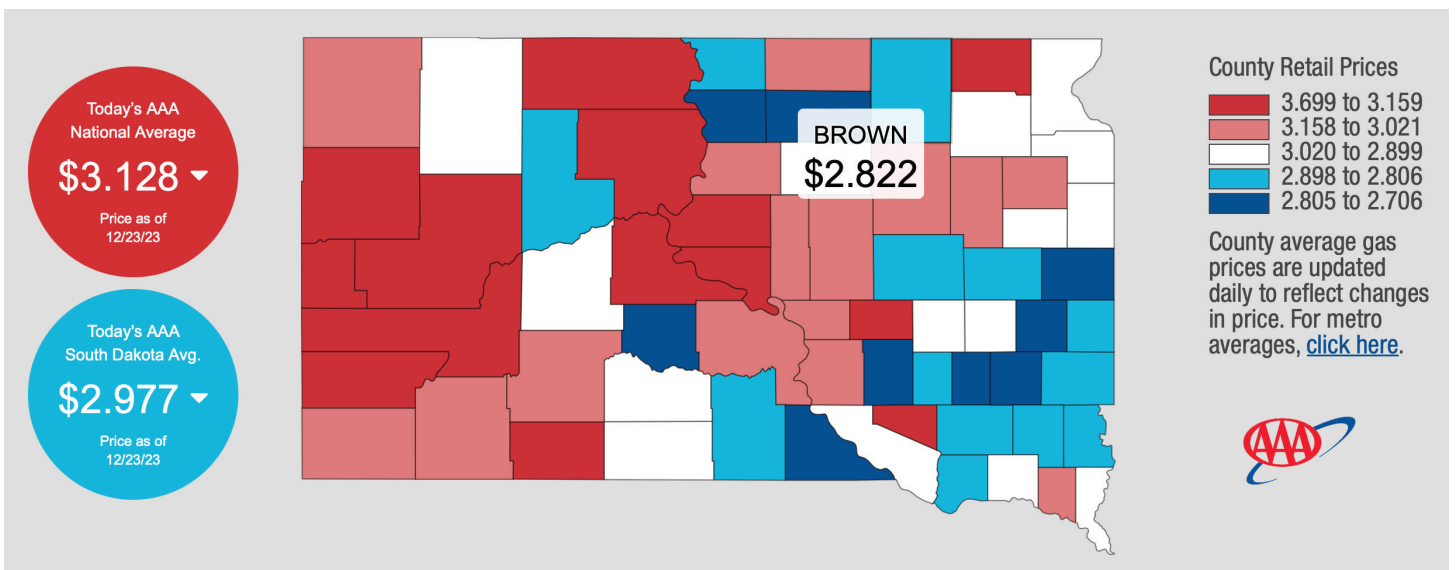 Today's AAA
National Average
$3.128
Price as of
12/23/23
Today's AAA
South Dakota Avg.
$2.977
Price as of
12/23/23
BROWN
$2.822
County Retail Prices
3.699 to 3.159
3.158 to 3.021
3.020 to 2.899
2.898 to 2.806
2.805 to 2.706
County average gas
prices are updated
daily to reflect changes
in price. For metro
averages, click here.
AAA